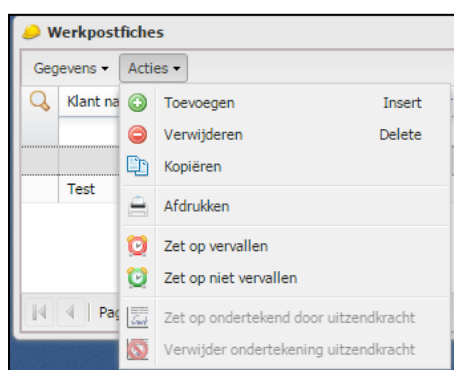 Werkpostfiches
Gegevens Acties
Klant na
Toevoegen Insert
Verwijderen Delete
Kopiëren
Test
Afdrukken
Zet op vervallen
Zet op niet vervallen
Pag
Zet op ondertekend door uitzendkracht
Verwijder ondertekening uitzendkracht